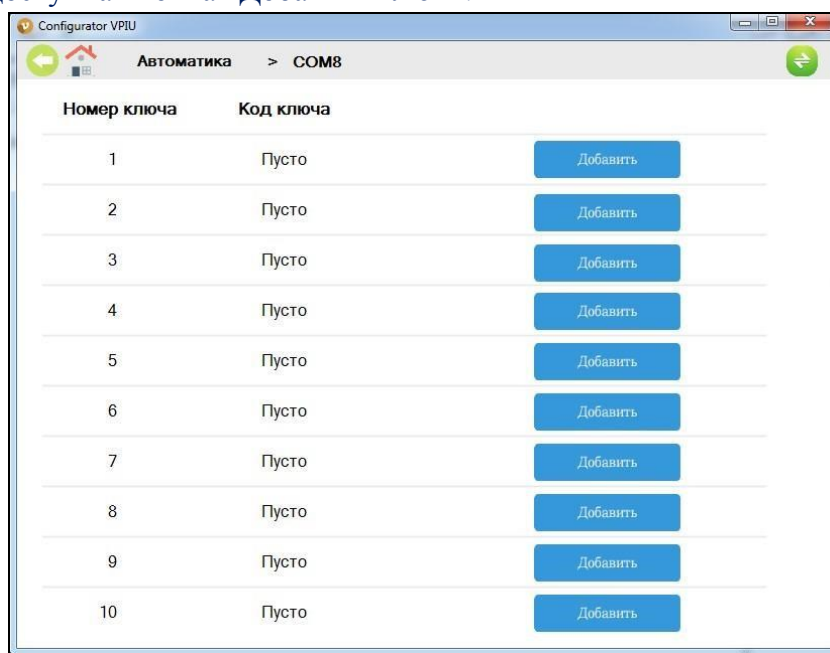 Configurator VPIU
Автоматика > COM8
Номер ключа Код ключа
1 Пусто Добавить
2 Пусто Добавить
3 Пусто Добавить
4 Пусто Добавить
5 Пусто Добавить
6 Пусто Добавить
7 Пусто Добавить
8 Пусто Добавить
9 Пусто Добавить
10 Пусто Добавить